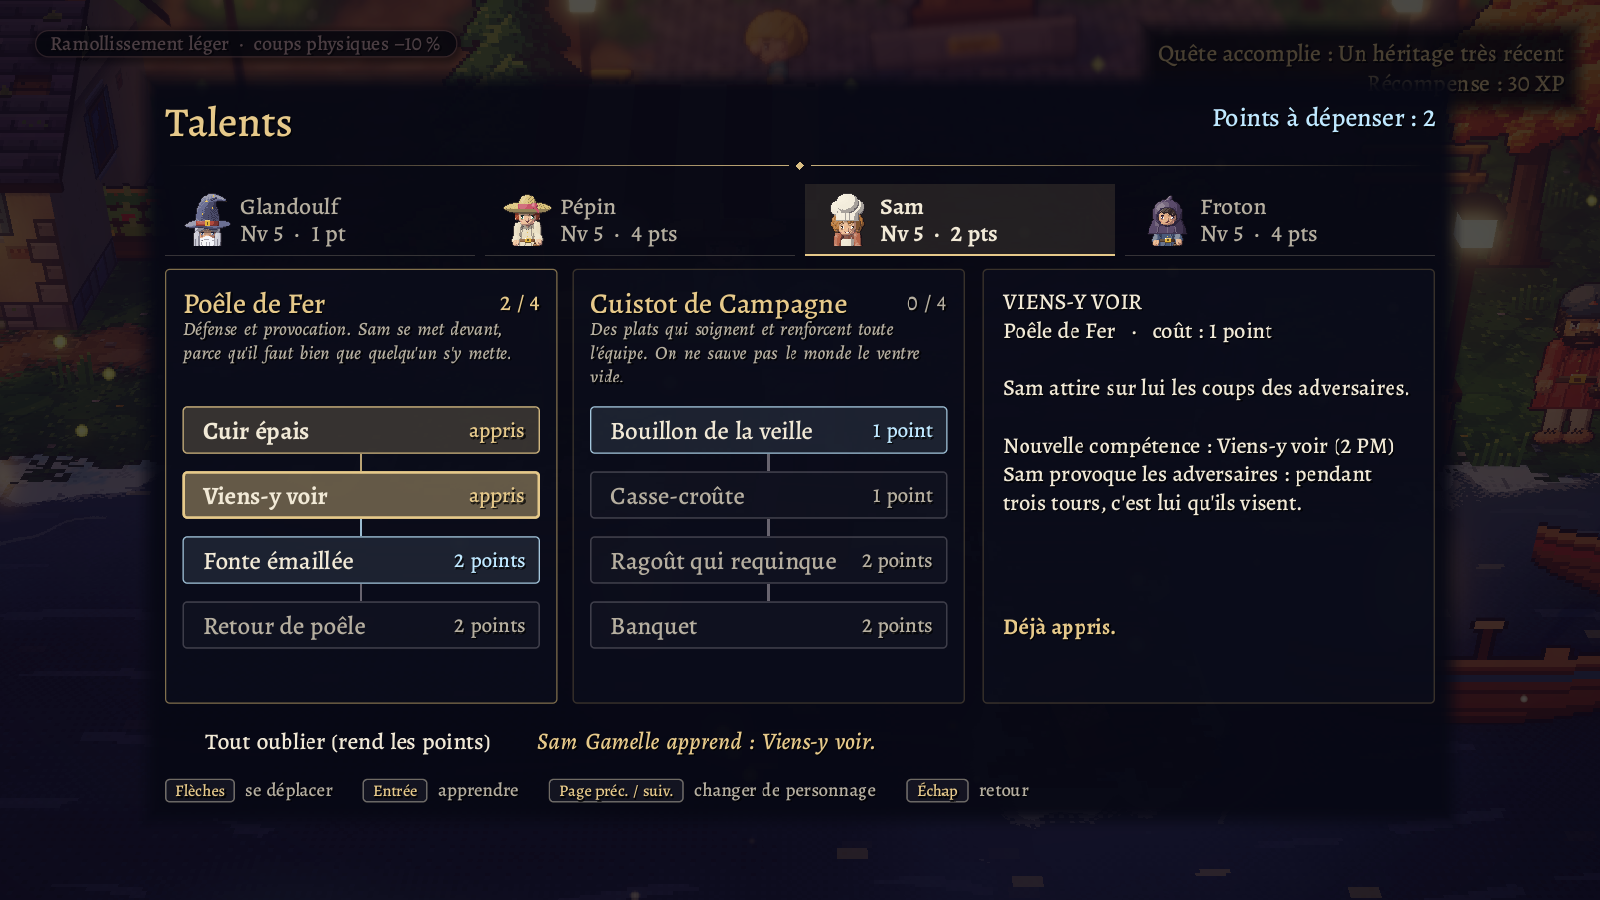 Ramollissement léger · coups physiques –10 %
Quête accomplie : Un héritage très récent
Récompense : 30 XP
Talents
Points à dépenser : 2
Glandoulf
Nv 5 · 1 pt
Pépin
Nv 5 · 4 pts
Sam
Nv 5 · 2 pts
Froton
Nv 5 · 4 pts
Poêle de Fer 2 / 4
Défense et provocation. Sam se met devant,
parce qu'il faut bien que quelqu'un s'y mette.
Cuir épais appris
Viens-y voir appris
Fonte émaillée 2 points
Retour de poêle 2 points
Cuistot de Campagne 0 / 4
Des plats qui soignent et renforcent toute
l'équipe. On ne sauve pas le monde le ventre
vide.
Bouillon de la veille 1 point
Casse-croûte 1 point
Ragoût qui requinque 2 points
Banquet 2 points
VIENS-Y VOIR
Poêle de Fer · coût : 1 point
Sam attire sur lui les coups des adversaires.
Nouvelle compétence : Viens-y voir (2 PM)
Sam provoque les adversaires : pendant
trois tours, c'est lui qu'ils visent.
Déjà appris.
Tout oublier (rend les points)
Sam Gamelle apprend : Viens-y voir.
Flèches se déplacer Entrée apprendre Page préc. / suiv. changer de personnage Échap retour